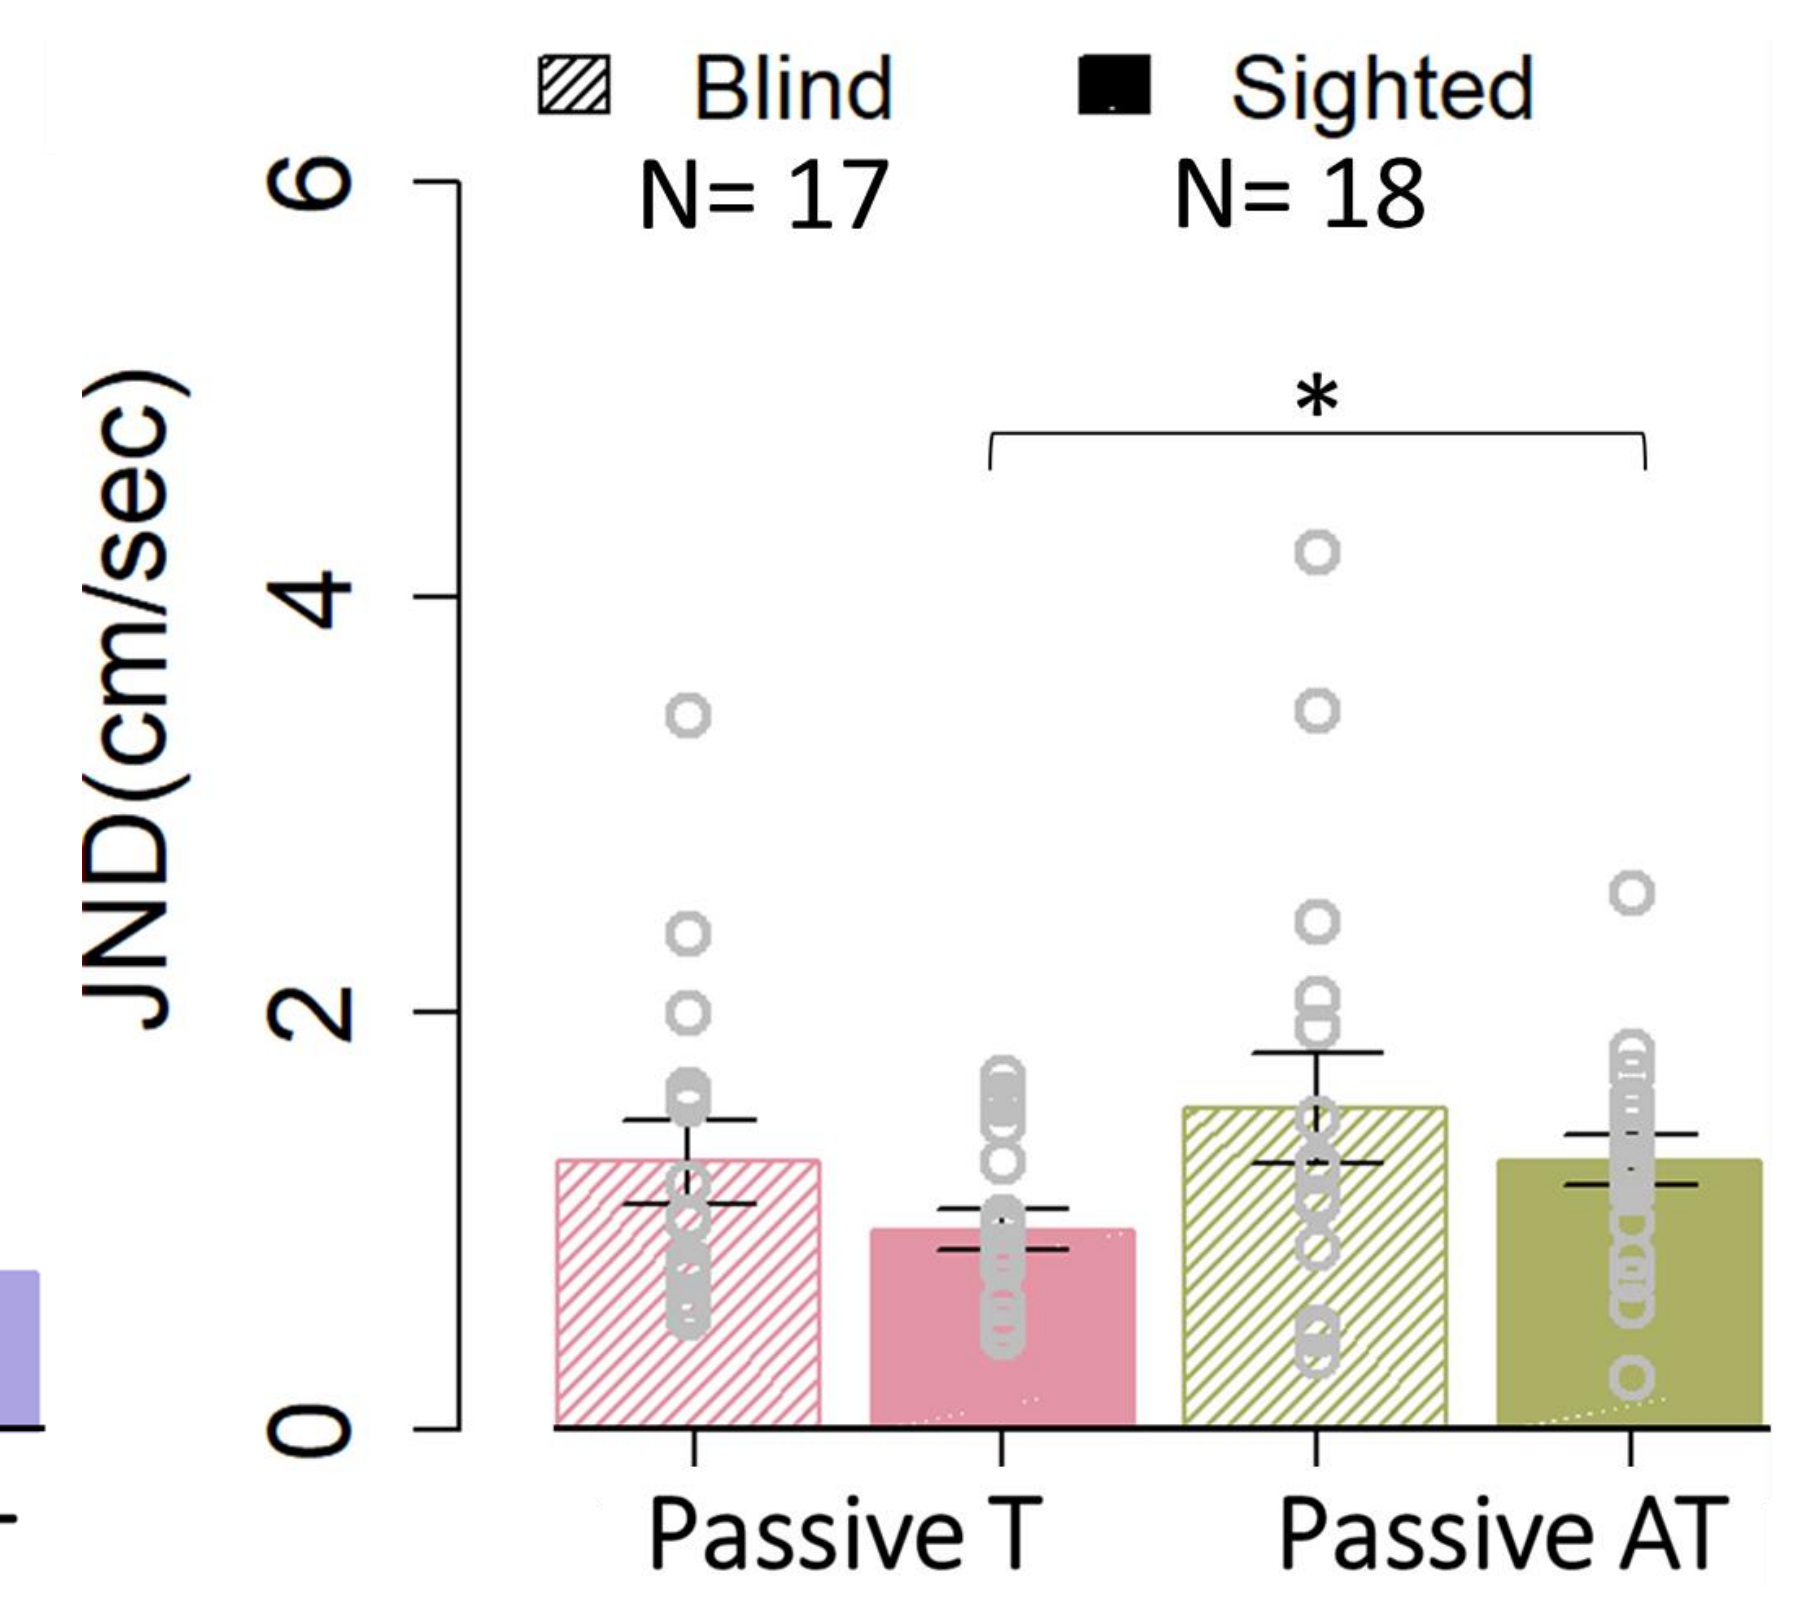 Blind Sighted
N= 17 N= 18
6
*
4
JND(cm/sec)
2
0
Passive T Passive AT